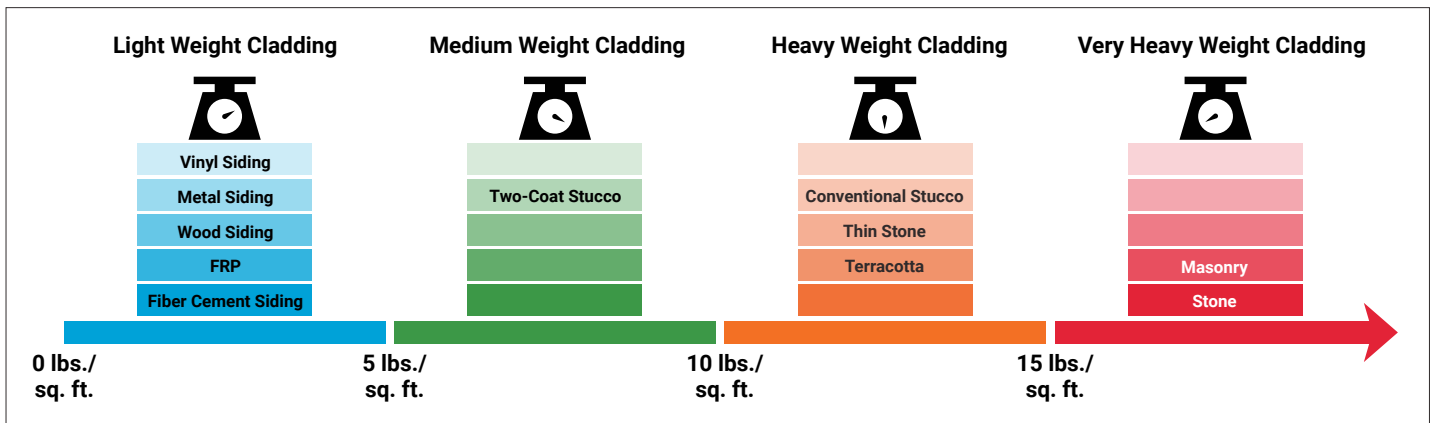 Light Weight Cladding
Medium Weight Cladding
Heavy Weight Cladding
Very Heavy Weight Cladding
Vinyl Siding
Metal Siding
Wood Siding
FRP
Fiber Cement Siding
Two-Coat Stucco
Conventional Stucco
Thin Stone
Terracotta
Masonry
Stone
0 lbs./
sq. ft.
5 lbs./
sq. ft.
10 lbs./
sq. ft.
15 lbs./
sq. ft.